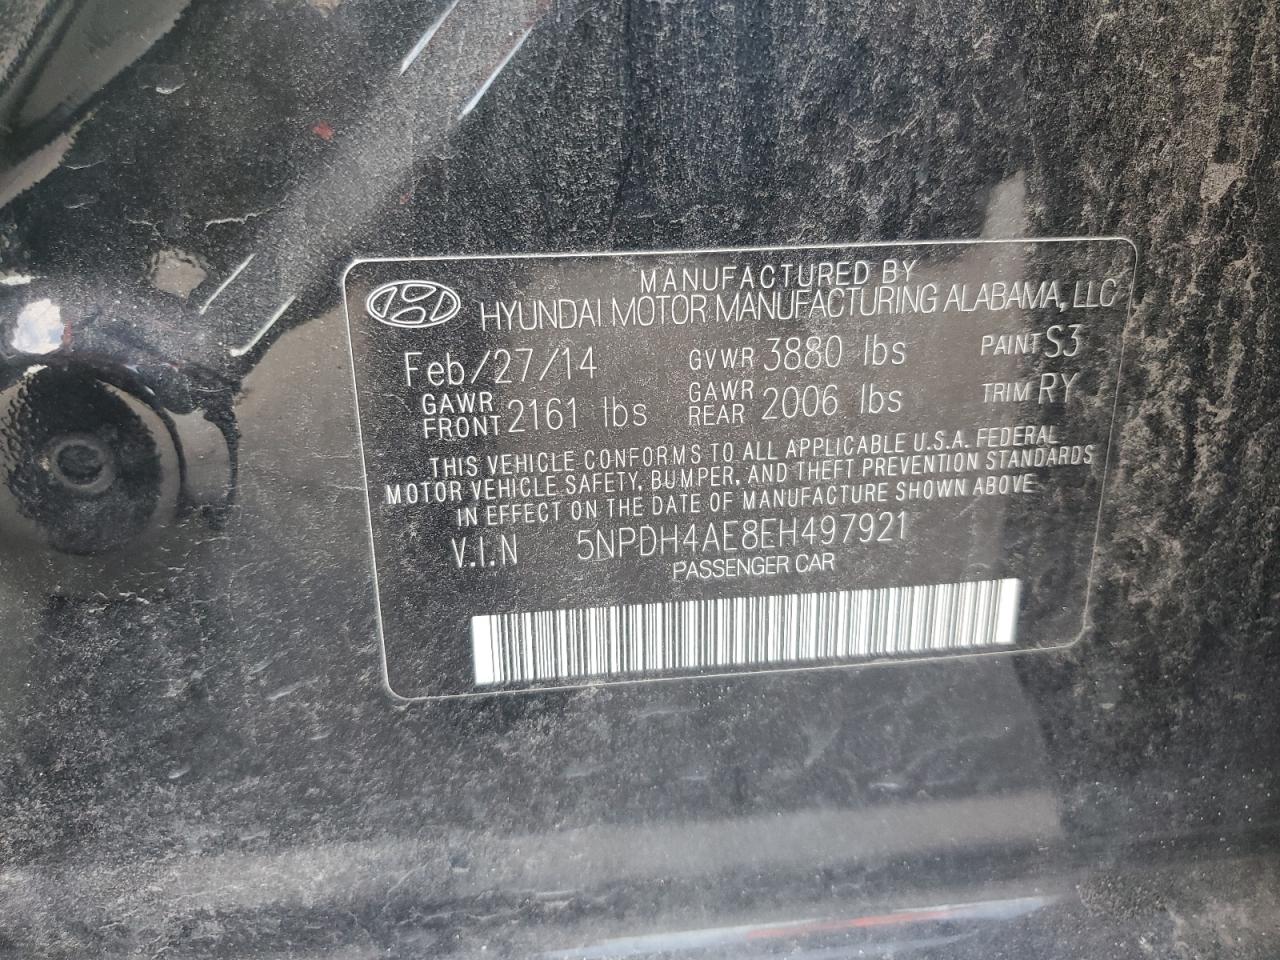 MANUFACTURED BY
HYUNDAI MOTOR MANUFACTURING ALABAMA, LLC
Feb/27/14 GVWR 3880 lbs PAINT S3
GAWR FRONT 2161 lbs GAWR REAR 2006 lbs TRIM RY
THIS VEHICLE CONFORMS TO ALL APPLICABLE U.S.A. FEDERAL
MOTOR VEHICLE SAFETY, BUMPER, AND THEFT PREVENTION STANDARDS
IN EFFECT ON THE DATE OF MANUFACTURE SHOWN ABOVE
V.I.N 5NPDH4AE8EH497921
PASSENGER CAR